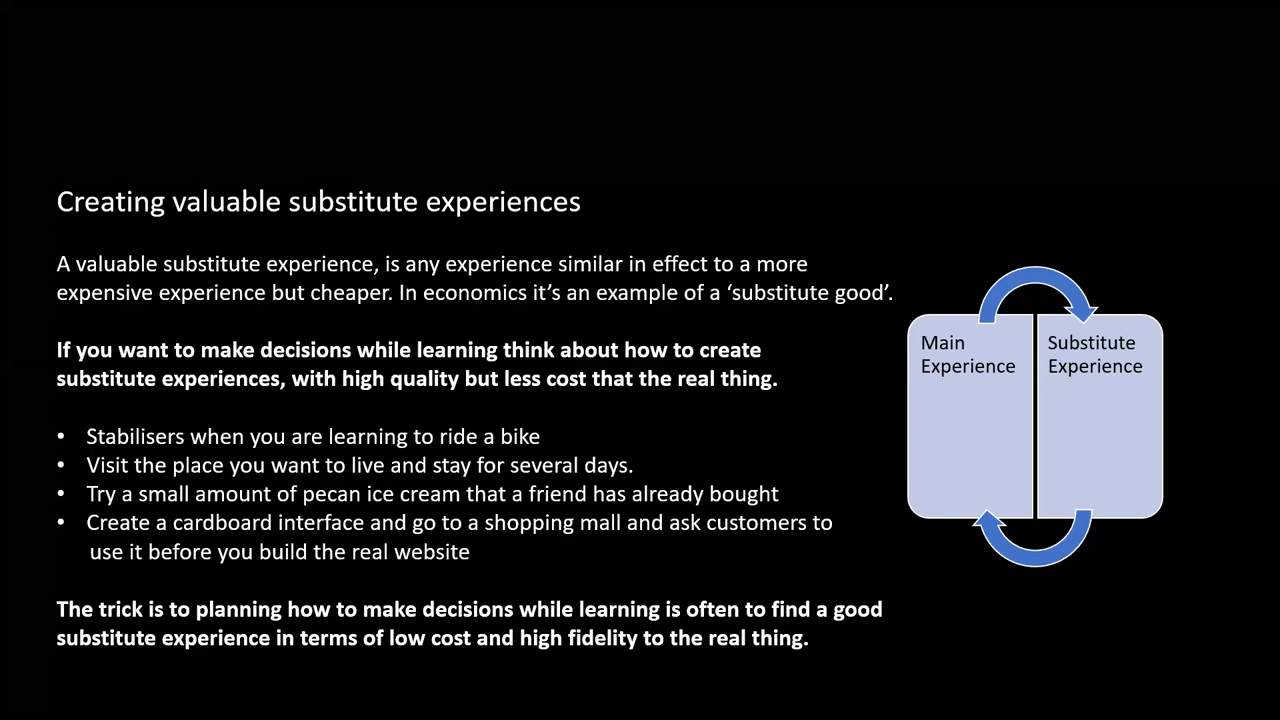 Creating valuable substitute experiences
A valuable substitute experience, is any experience similar in effect to a more
expensive experience but cheaper. In economics it’s an example of a ‘substitute good’.
If you want to make decisions while learning think about how to create
substitute experiences, with high quality but less cost that the real thing.
• Stabilisers when you are learning to ride a bike
• Visit the place you want to live and stay for several days.
• Try a small amount of pecan ice cream that a friend has already bought
• Create a cardboard interface and go to a shopping mall and ask customers to
use it before you build the real website
The trick is to planning how to make decisions while learning is often to find a good
substitute experience in terms of low cost and high fidelity to the real thing.
Main
Experience
Substitute
Experience